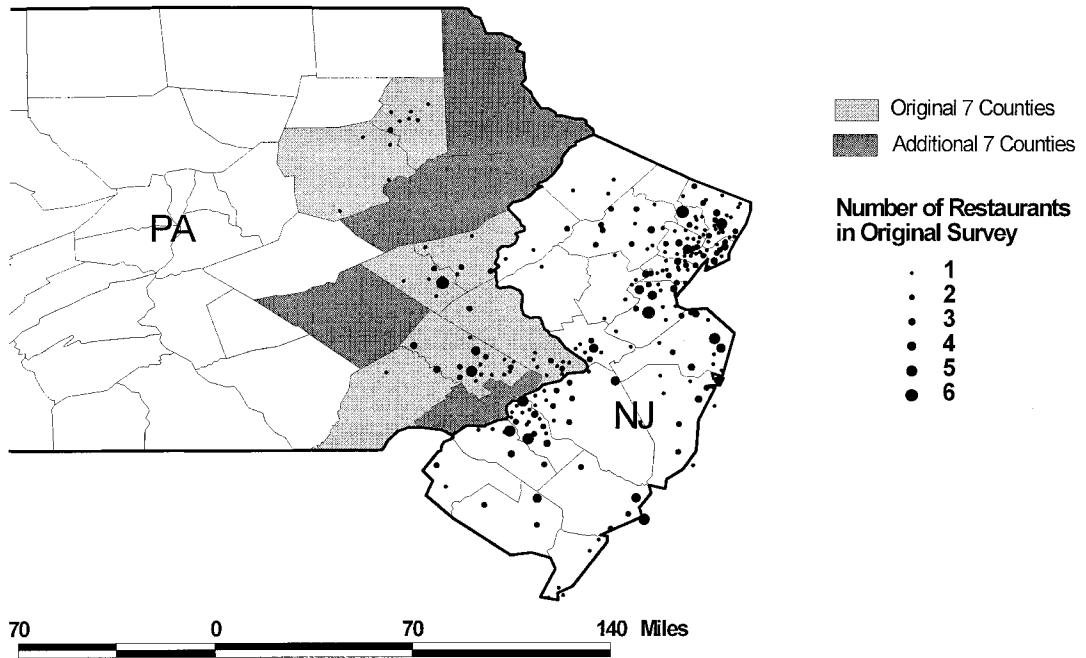 Original 7 Counties
Additional 7 Counties
Number of Restaurants
in Original Survey
1
2
3
4
5
6
PA
NJ
70 0 70 140 Miles